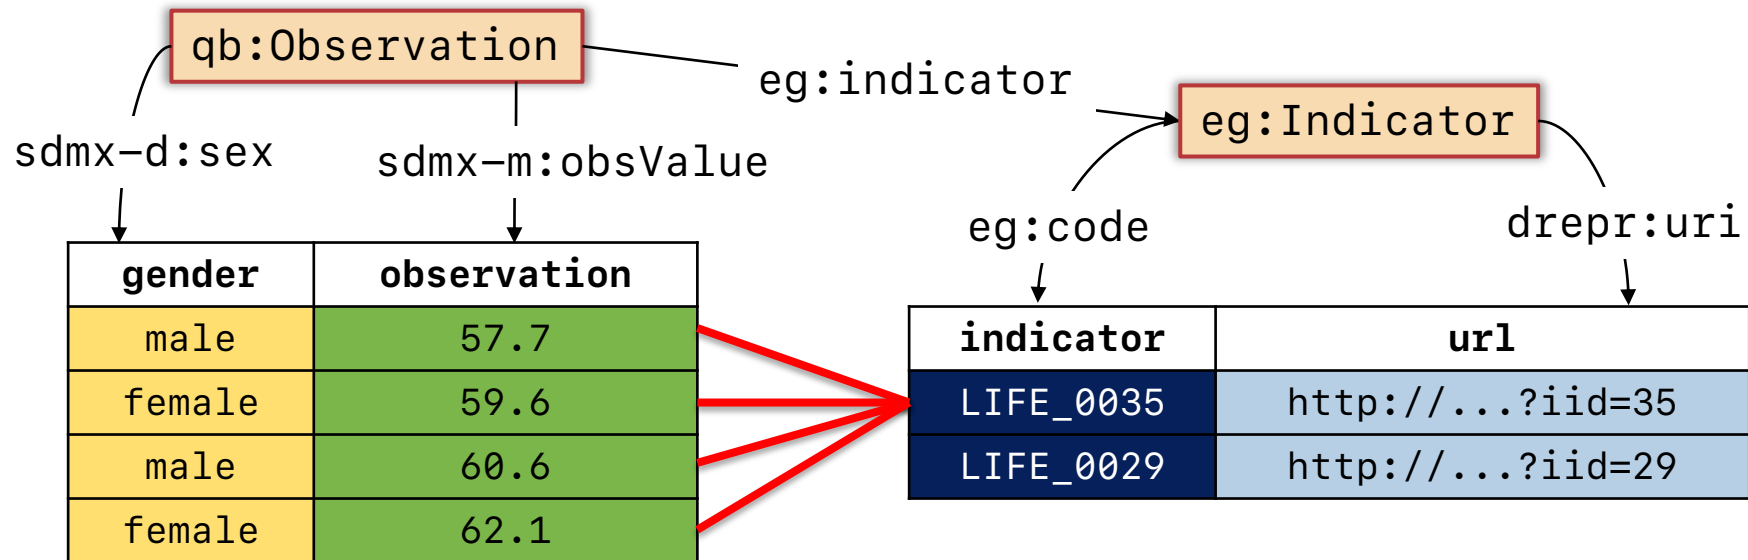 qb:Observation
eg:indicator
eg:Indicator
sdmx-d:sex
sdmx-m:obsValue
eg:code
drepr:uri
gender observation
male 57.7
female 59.6
male 60.6
female 62.1
indicator url
LIFE_0035 http://...?iid=35
LIFE_0029 http://...?iid=29